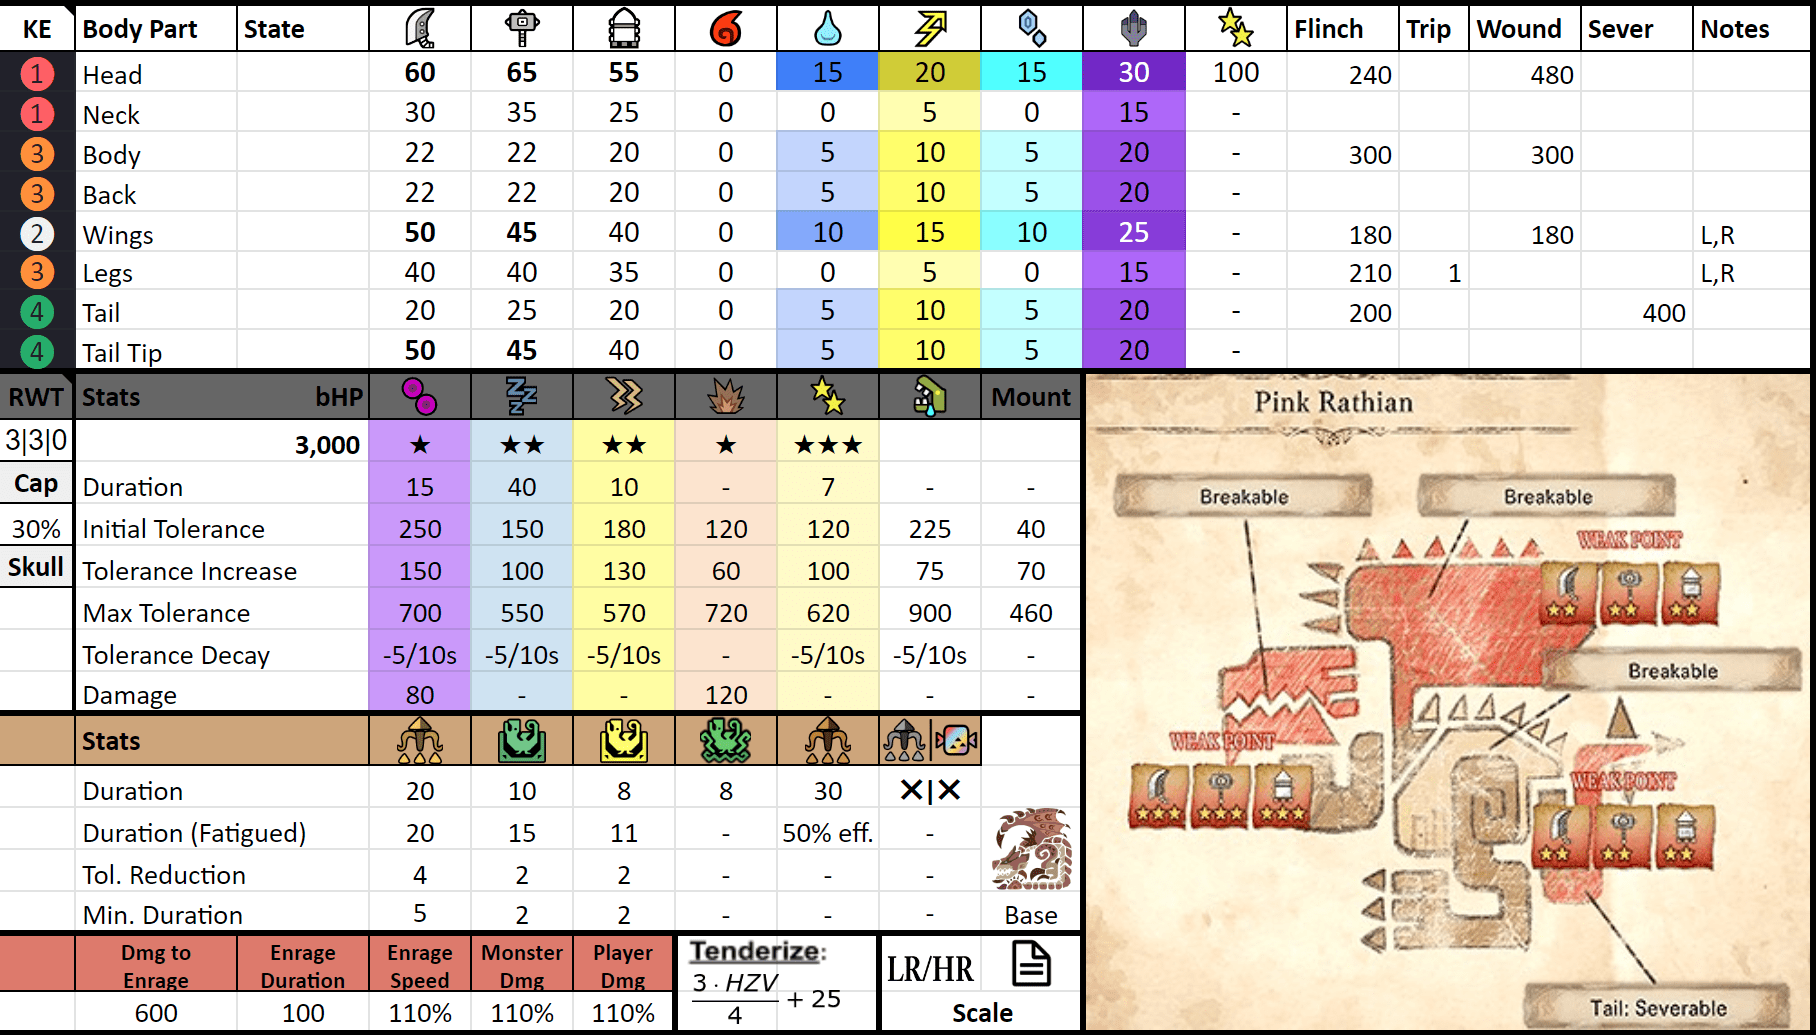 KE Body Part State Flinch Trip Wound Sever Notes
1 Head 60 65 55 0 15 20 15 30 100 240 480
1 Neck 30 35 25 0 0 5 0 15 -
3 Body 22 22 20 0 5 10 5 20 - 300 300
3 Back 22 22 20 0 5 10 5 20 -
2 Wings 50 45 40 0 10 15 10 25 - 180 180 L,R
3 Legs 40 40 35 0 0 5 0 15 - 210 1 L,R
4 Tail 20 25 20 0 5 10 5 20 - 200 400
4 Tail Tip 50 45 40 0 5 10 5 20 -
RWT Stats bHP Mount
3|3|0 3,000 ★ ★★ ★★ ★ ★★★
Cap Duration 15 40 10 - 7 - -
30% Initial Tolerance 250 150 180 120 120 225 40
Skull Tolerance Increase 150 100 130 60 100 75 70
Max Tolerance 700 550 570 720 620 900 460
Tolerance Decay -5/10s -5/10s -5/10s - -5/10s -5/10s -
Damage 80 - - 120 - - -
Stats
Duration 20 10 8 8 30 ✕|✕
Duration (Fatigued) 20 15 11 - 50% eff. -
Tol. Reduction 4 2 2 - - -
Min. Duration 5 2 2 - - - Base
Dmg to Enrage Enrage Duration Enrage Speed Monster Dmg Player Dmg
600 100 110% 110% 110%
Tenderize:
3 · HZV
4
+ 25
LR/HR
Scale
Pink Rathian
Breakable
Breakable
WEAK POINT
★★ ★★ ★★
Breakable
WEAK POINT
★★★ ★★★ ★★★
WEAK POINT
★★ ★★ ★★
Tail: Severable